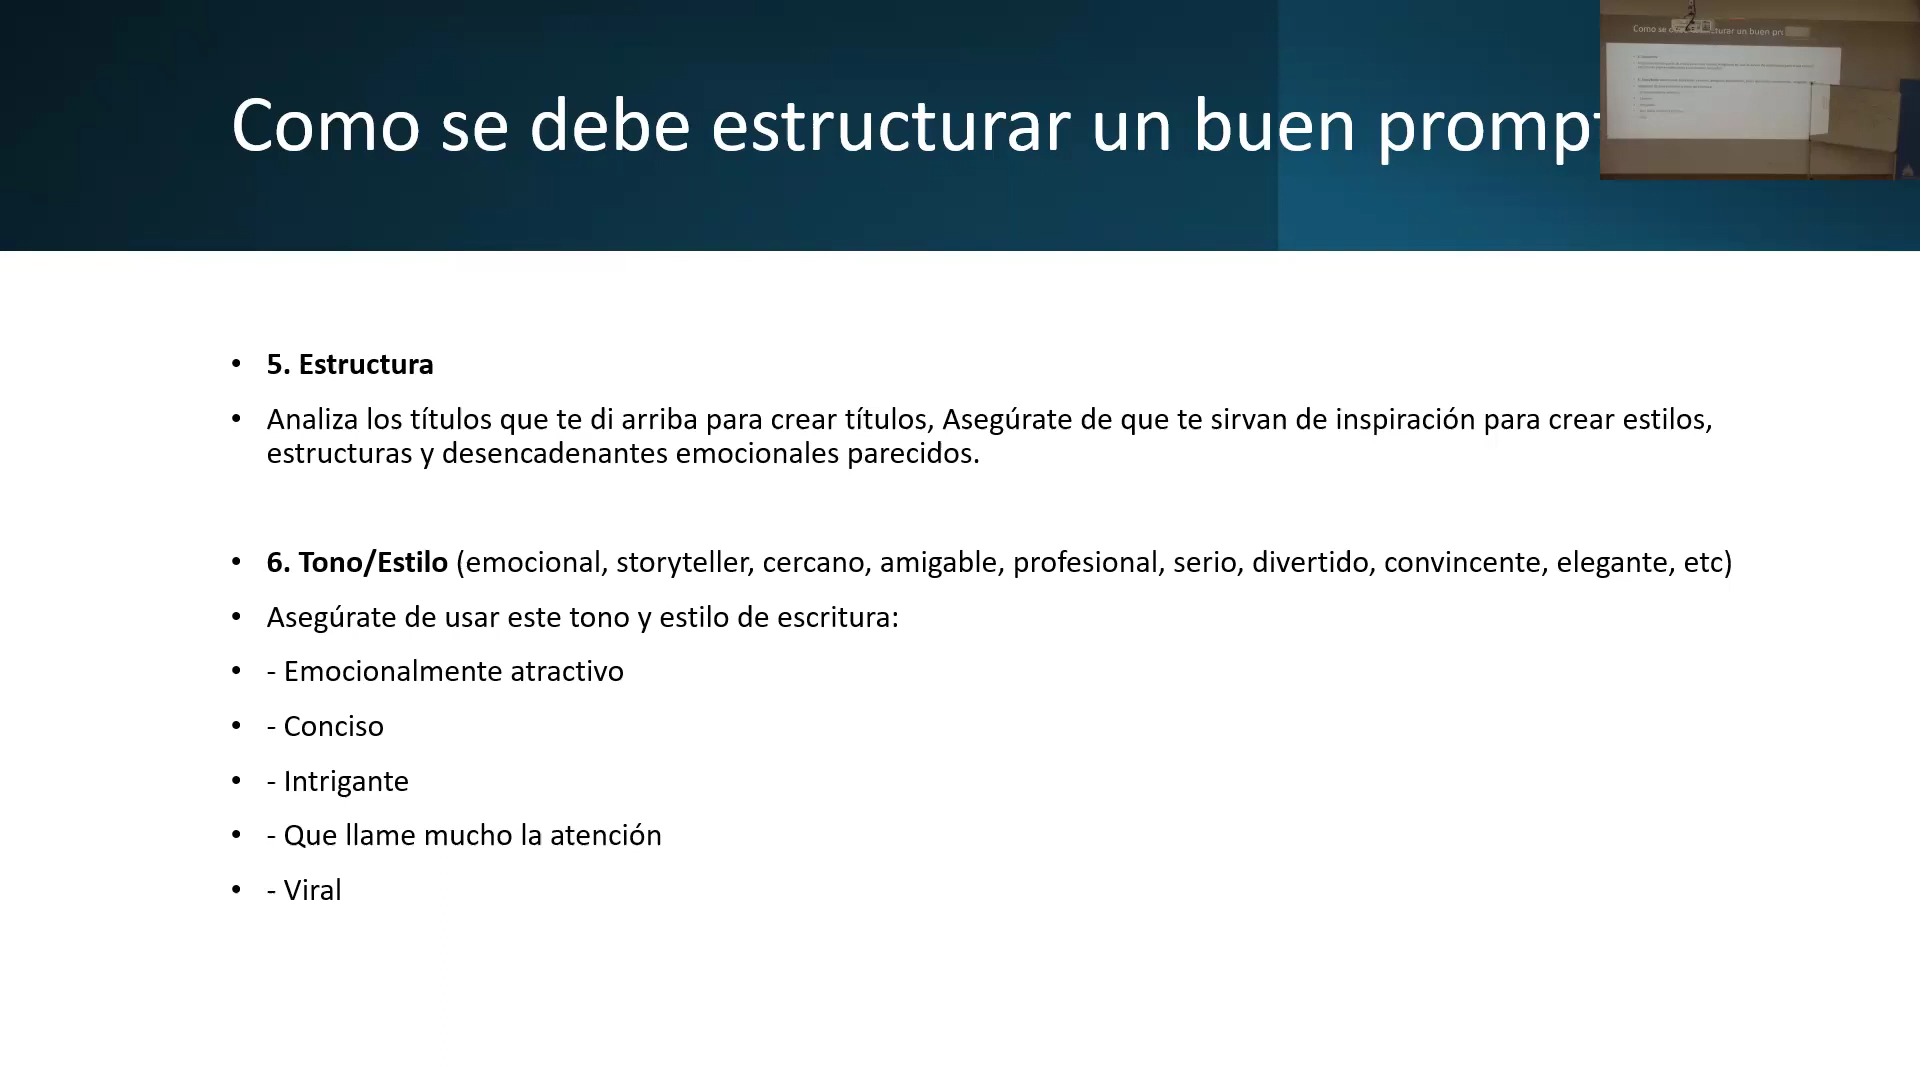 Como se debe estructurar un buen prompt
• 5. Estructura
• Analiza los títulos que te di arriba para crear títulos, Asegúrate de que te sirvan de inspiración para crear estilos,
estructuras y desencadenantes emocionales parecidos.
• 6. Tono/Estilo (emocional, storyteller, cercano, amigable, profesional, serio, divertido, convincente, elegante, etc)
• Asegúrate de usar este tono y estilo de escritura:
• - Emocionalmente atractivo
• - Conciso
• - Intrigante
• - Que llame mucho la atención
• - Viral